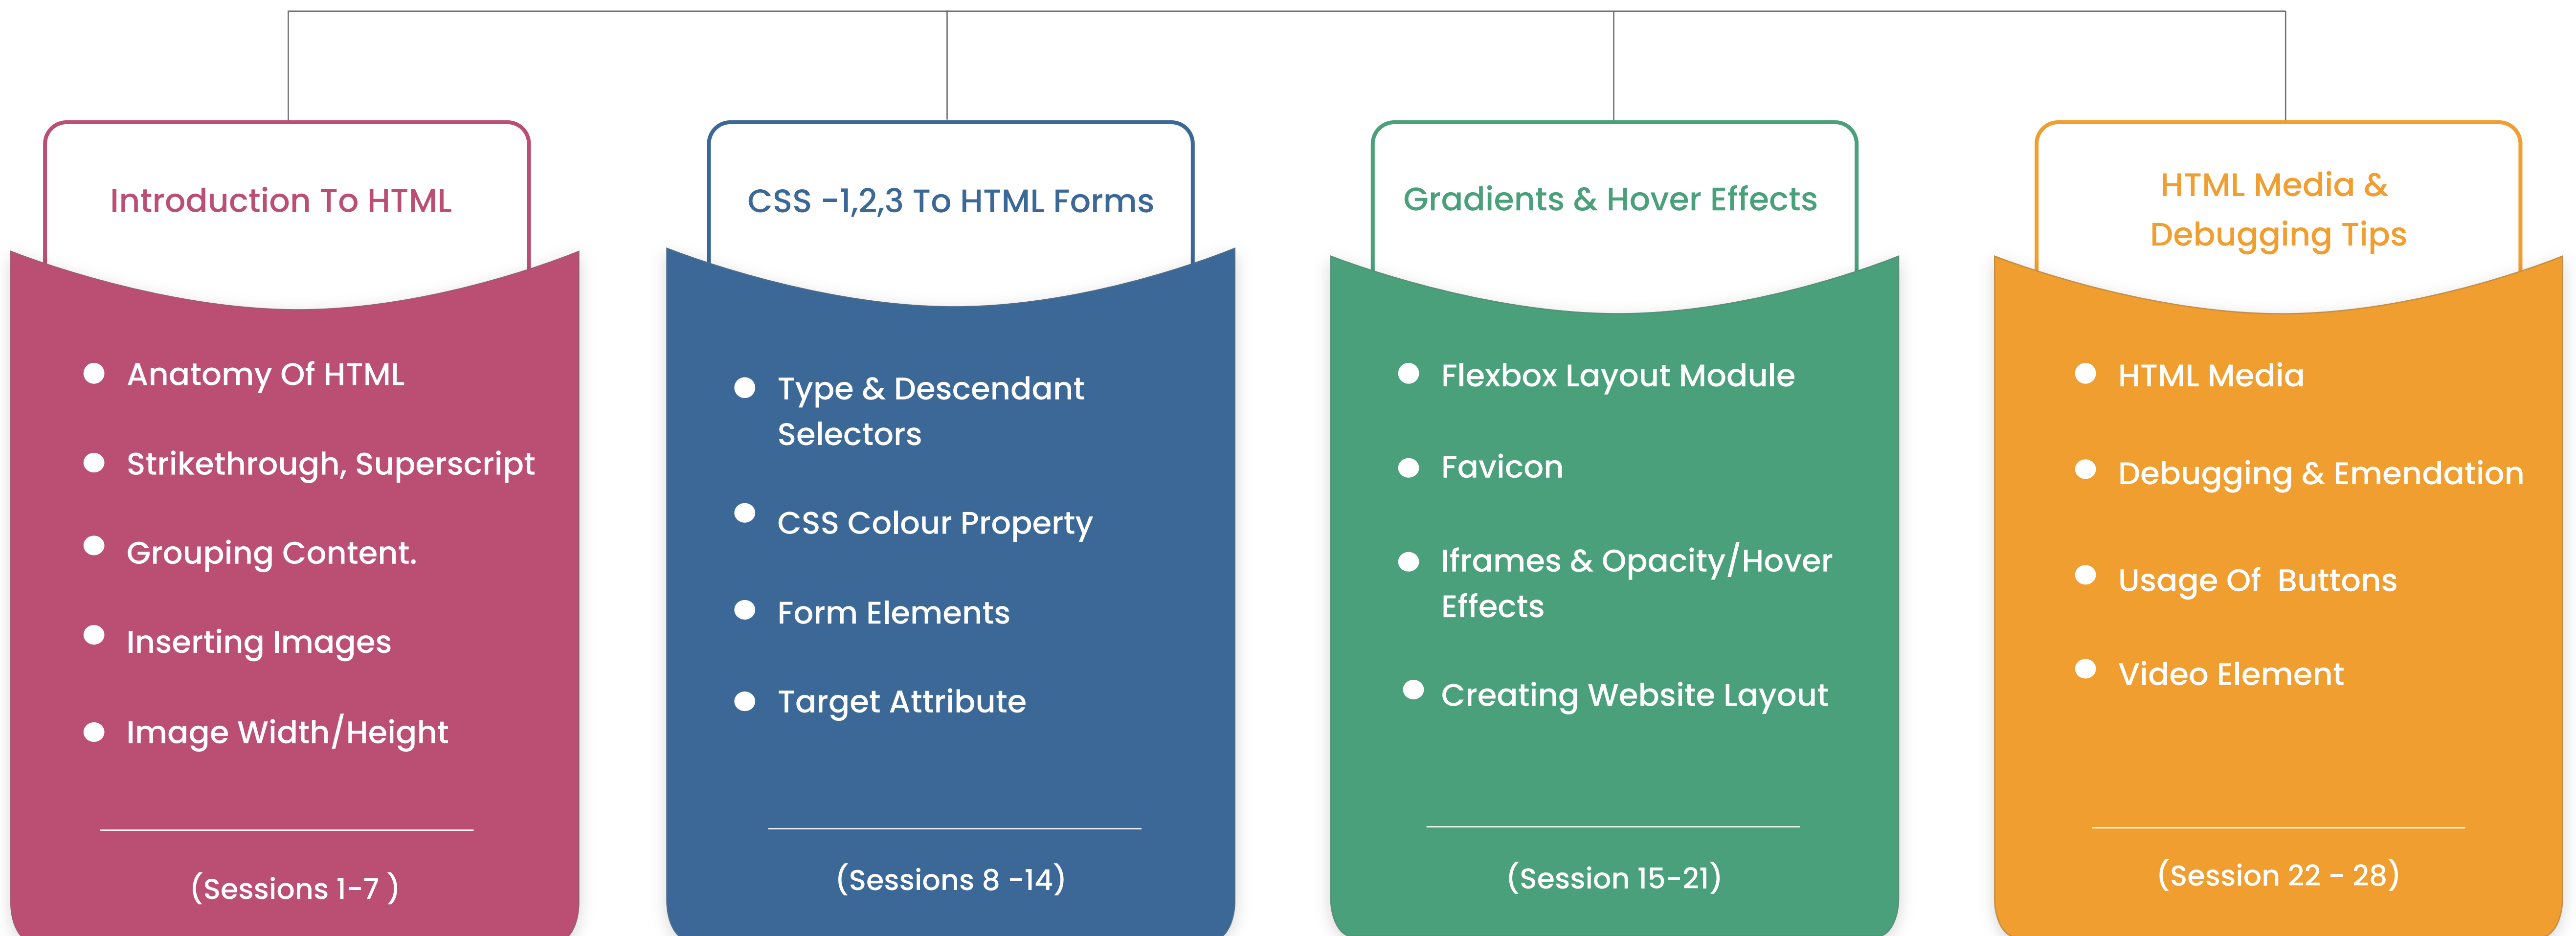 Introduction To HTML
Anatomy Of HTML
Strikethrough, Superscript
Grouping Content.
Inserting Images
Image Width/Height
(Sessions 1-7 )
CSS -1,2,3 To HTML Forms
Type & Descendant
Selectors
CSS Colour Property
Form Elements
Target Attribute
(Sessions 8 -14)
Gradients & Hover Effects
Flexbox Layout Module
Favicon
Iframes & Opacity/Hover
Effects
Creating Website Layout
(Session 15-21)
HTML Media &
Debugging Tips
HTML Media
Debugging & Emendation
Usage Of  Buttons
Video Element
(Session 22 - 28)